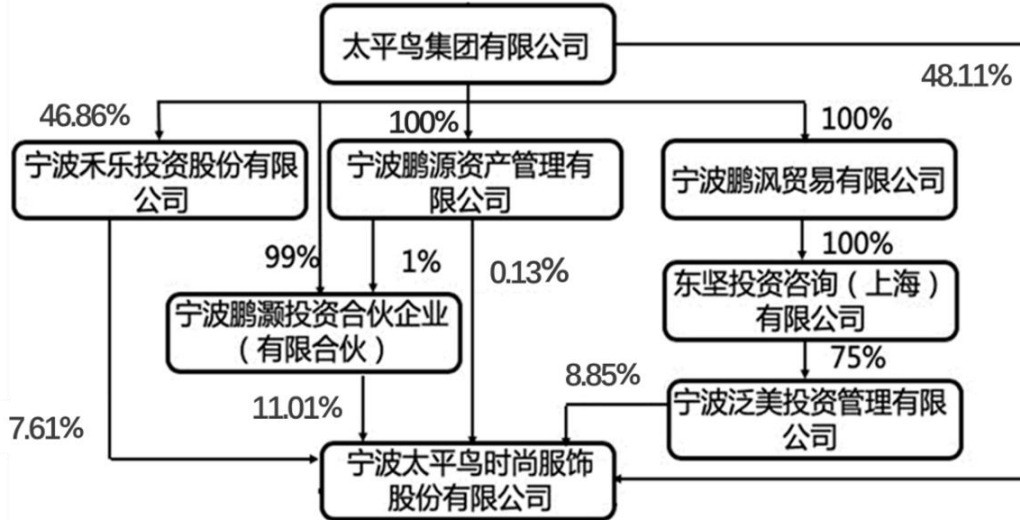 太平鸟集团有限公司
48.11%
46.86%
100%
100%
宁波禾乐投资股份有限
公司
宁波鹏源资产管理有
限公司
宁波鹏沨贸易有限公司
99%
1%
0.13%
100%
宁波鹏灏投资合伙企业
（有限合伙）
东坚投资咨询（上海）
有限公司
75%
8.85%
11.01%
7.61%
宁波泛美投资管理有限
公司
宁波太平鸟时尚服饰
股份有限公司